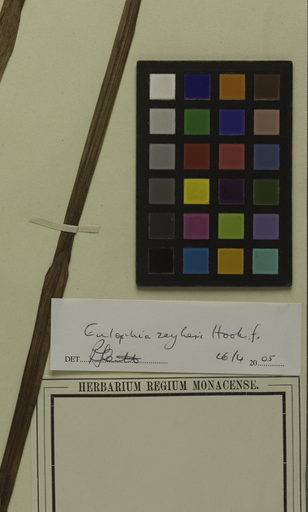 Eulophia zeyheri Hook.f.
DET. 26/4 2005
HERBARIUM REGIUM MONACENSE.